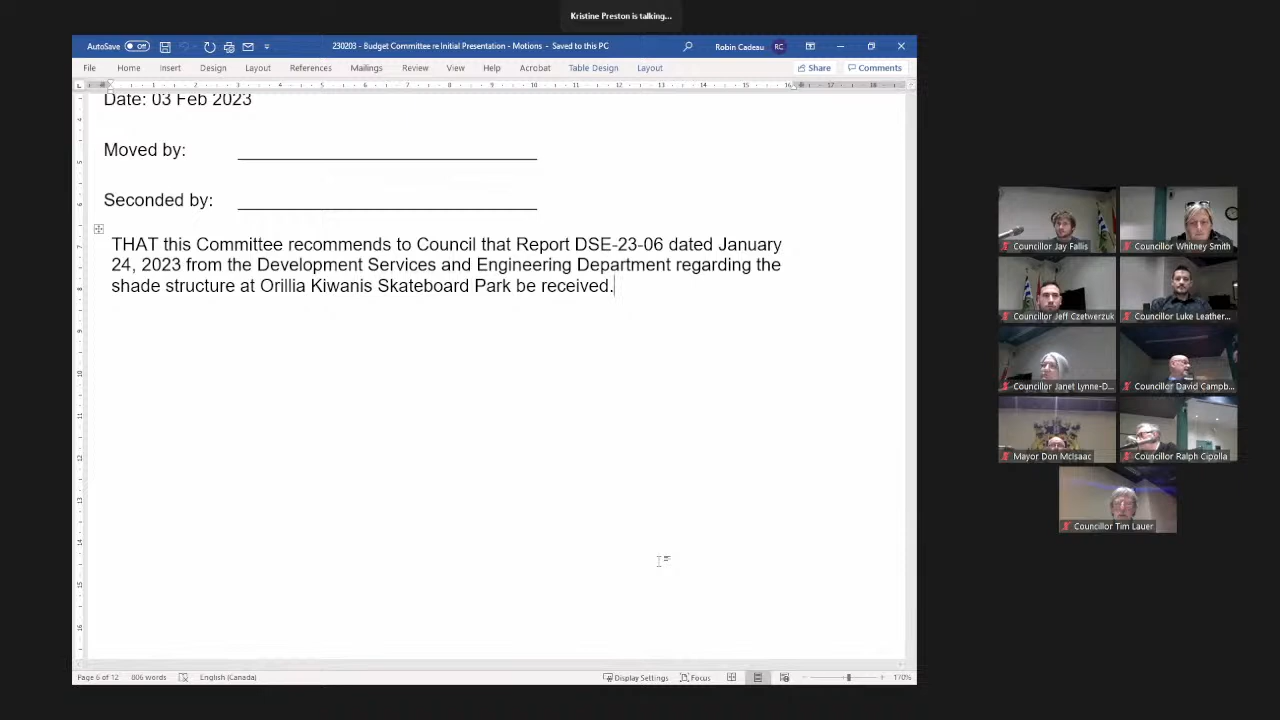 Kristine Preston is talking...
AutoSave Off
230203 - Budget Committee re Initial Presentation - Motions - Saved to this PC
Robin Cadeau RC
File Home Insert Design Layout References Mailings Review View Help Acrobat Table Design Layout Share Comments
Date: 03 Feb 2023
Moved by:
Seconded by:
THAT this Committee recommends to Council that Report DSE-23-06 dated January
24, 2023 from the Development Services and Engineering Department regarding the
shade structure at Orillia Kiwanis Skateboard Park be received.
Page 6 of 12 806 words English (Canada) Display Settings Focus 170%
Councillor Jay Fallis
Councillor Whitney Smith
Councillor Jeff Czetwerzuk
Councillor Luke Leather...
Councillor Janet Lynne-D...
Councillor David Campb...
Mayor Don McIsaac
Councillor Ralph Cipolla
Councillor Tim Lauer